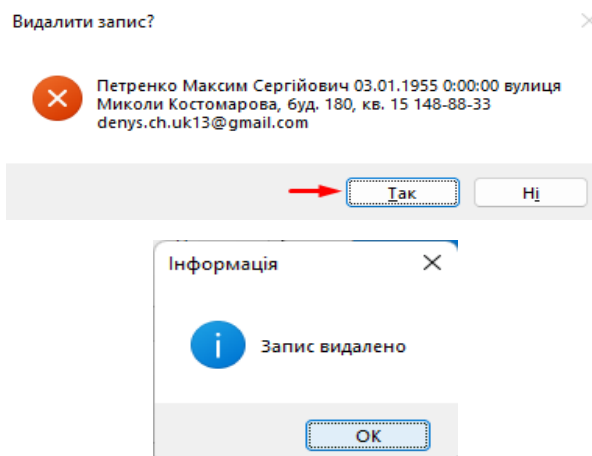 Видалити запис?
Петренко Максим Сергійович 03.01.1955 0:00:00 вулиця
Миколи Костомарова, буд. 180, кв. 15 148-88-33
denys.ch.uk13@gmail.com
Так
Ні
Інформація
Запис видалено
ОК